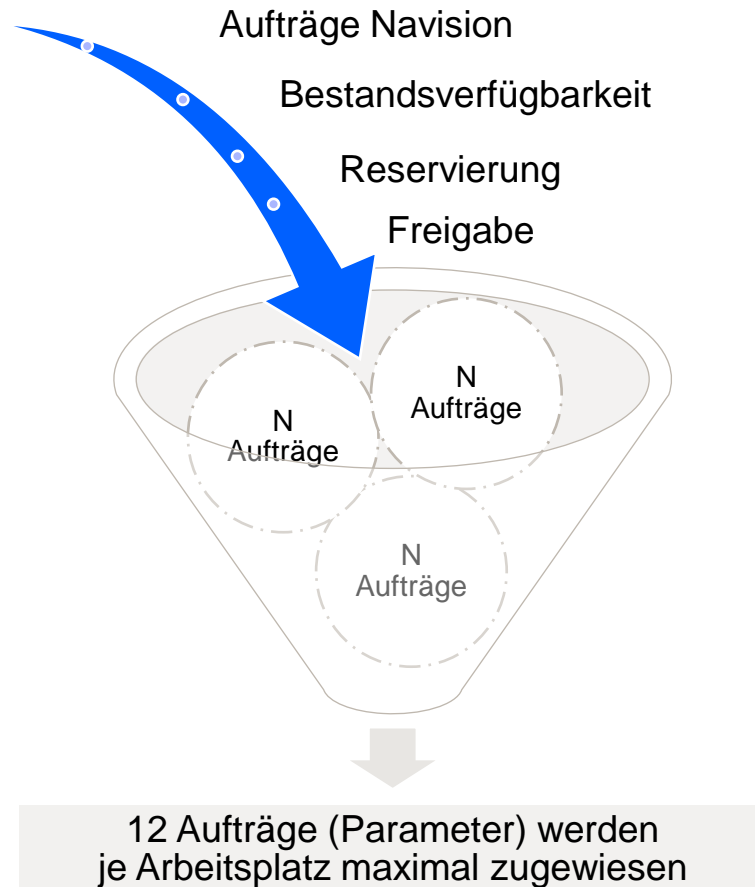 Aufträge Navision
Bestandsverfügbarkeit
Reservierung
Freigabe
N
Aufträge
N
Aufträge
N
Aufträge
12 Aufträge (Parameter) werden
je Arbeitsplatz maximal zugewiesen